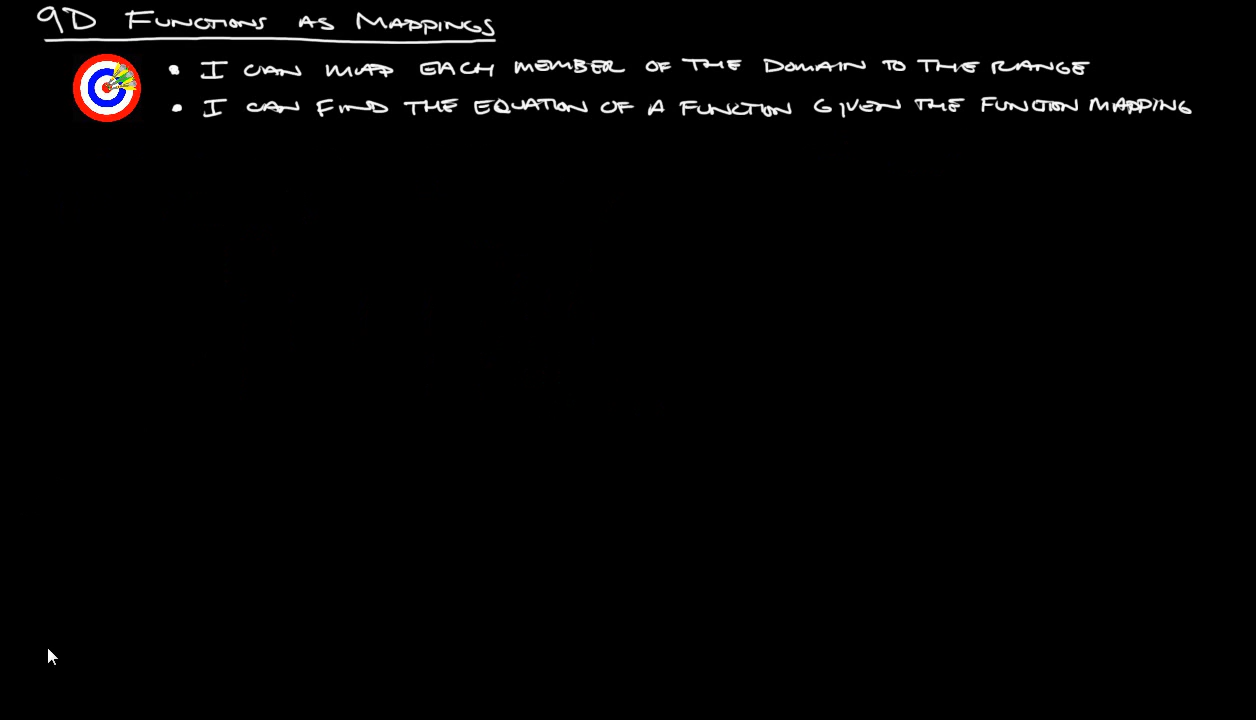 9D FUNCTIONS AS MAPPINGS
• I CAN MAP EACH MEMBER OF THE DOMAIN TO THE RANGE
• I CAN FIND THE EQUATION OF A FUNCTION GIVEN THE FUNCTION MAPPING